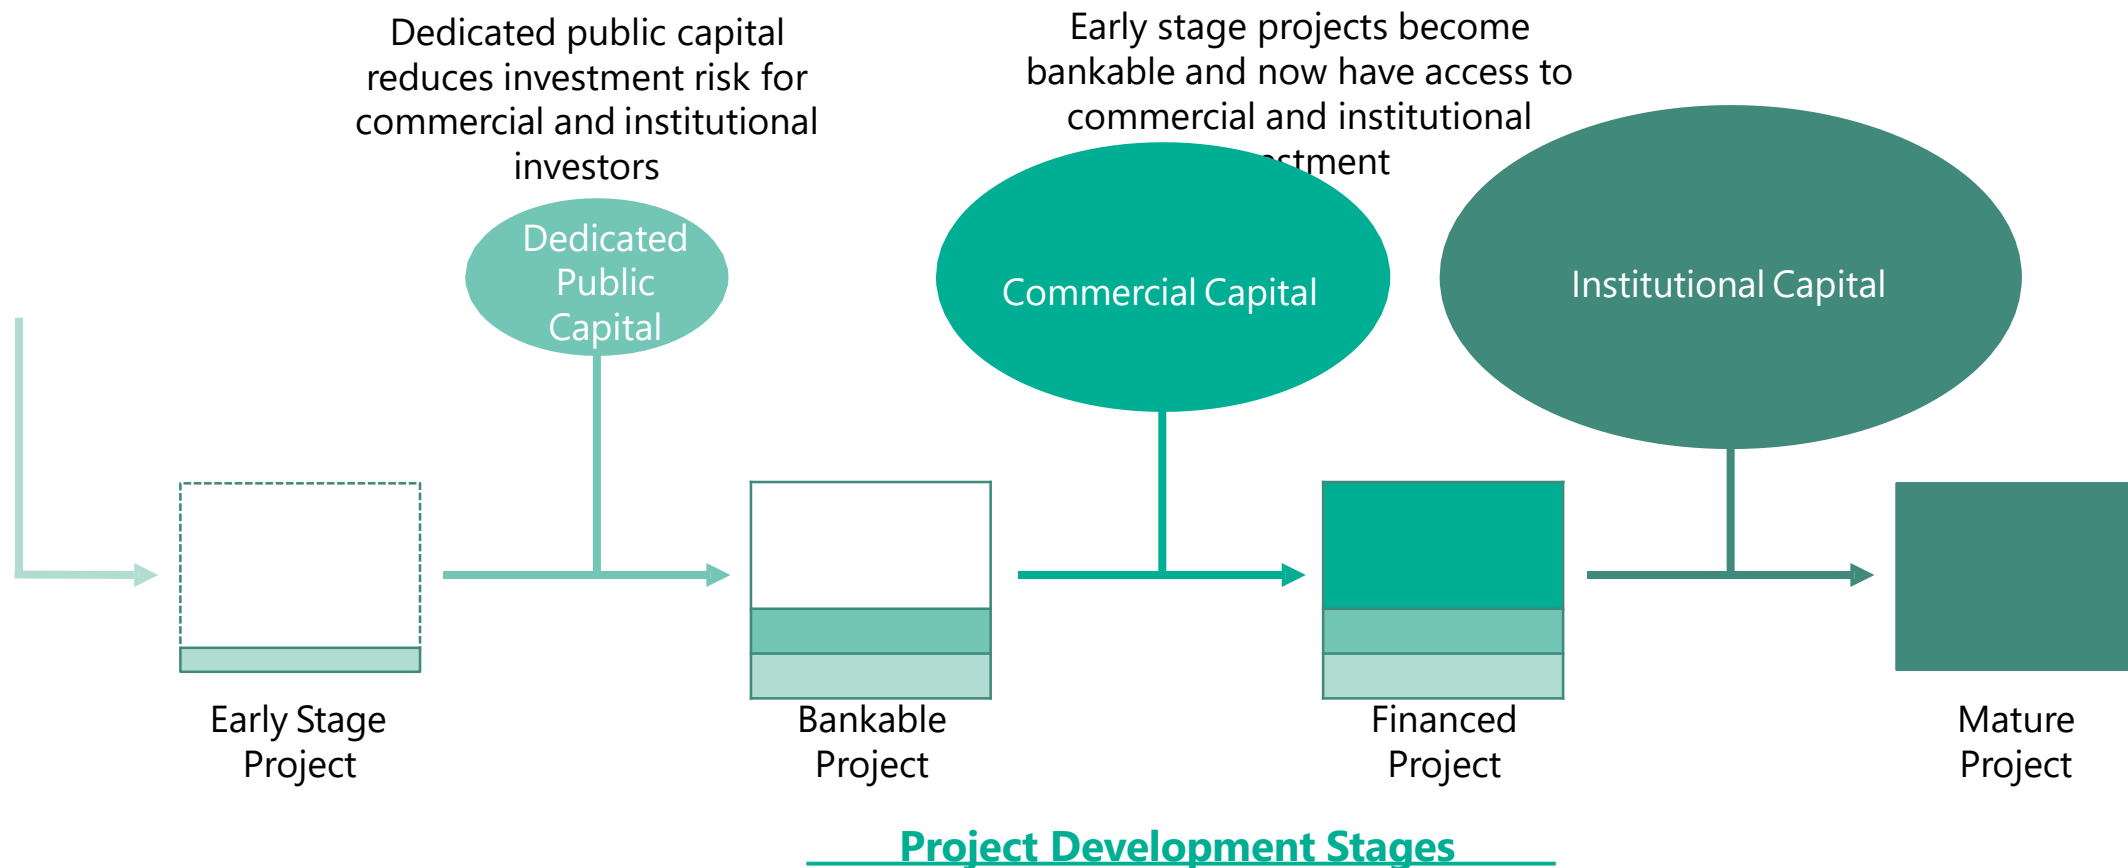 Dedicated public capital
reduces investment risk for
commercial and institutional
investors
Early stage projects become
bankable and now have access to
commercial and institutional
Dedicated
Public
Capital
Commercial Capital
Institutional Capital
Early Stage
Project
Bankable
Project
Financed
Project
Mature
Project
Project Development Stages